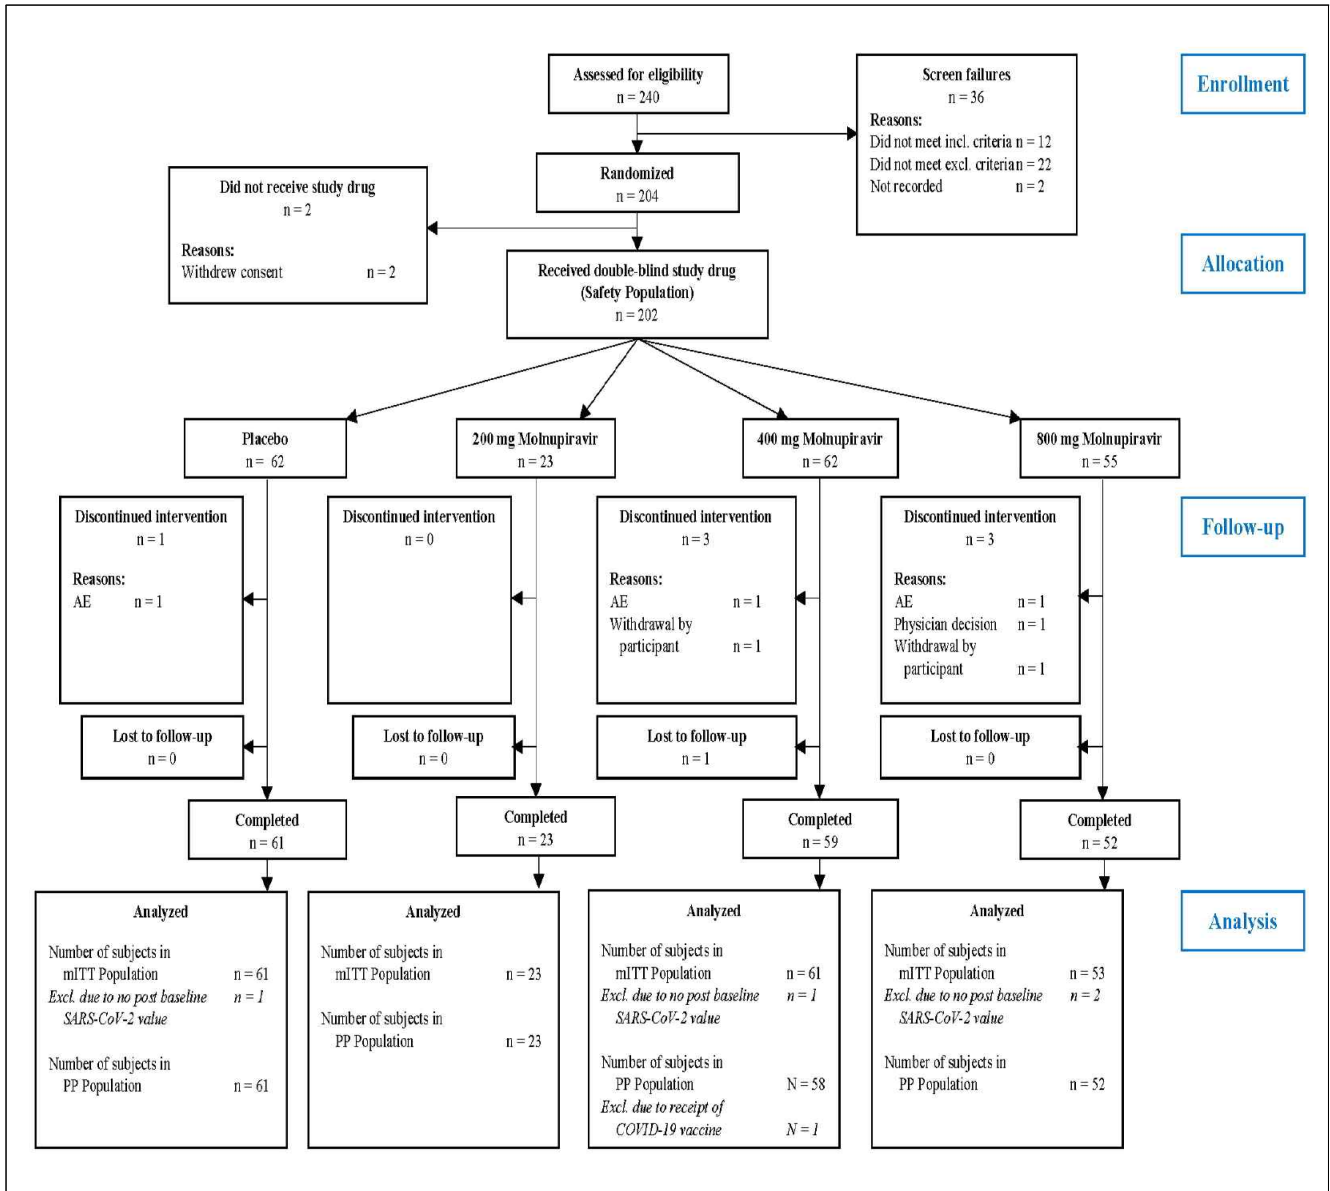 Assessed for eligibility
n = 240
Screen failures
n = 36
Reasons:
Did not meet incl. criteria n = 12
Did not meet excl. criteria n = 22
Not recorded n = 2
Enrollment
Randomized
n = 204
Did not receive study drug
n = 2
Reasons:
Withdrew consent n = 2
Received double-blind study drug
(Safety Population)
n = 202
Allocation
Placebo
n = 62
200 mg Molnupiravir
n = 23
400 mg Molnupiravir
n = 62
800 mg Molnupiravir
n = 55
Discontinued intervention
n = 1
Reasons:
AE n = 1
Discontinued intervention
n = 0
Discontinued intervention
n = 3
Reasons:
AE n = 1
Withdrawal by
participant n = 1
Discontinued intervention
n = 3
Reasons:
AE n = 1
Physician decision n = 1
Withdrawal by
participant n = 1
Follow-up
Lost to follow-up
n = 0
Lost to follow-up
n = 0
Lost to follow-up
n = 1
Lost to follow-up
n = 0
Completed
n = 61
Completed
n = 23
Completed
n = 59
Completed
n = 52
Analyzed
Number of subjects in
mITT Population n = 61
Excl. due to no post baseline n = 1
SARS-CoV-2 value
Number of subjects in
PP Population n = 61
Analyzed
Number of subjects in
mITT Population n = 23
Number of subjects in
PP Population n = 23
Analyzed
Number of subjects in
mITT Population n = 61
Excl. due to no post baseline n = 1
SARS-CoV-2 value
Number of subjects in
PP Population N = 58
Excl. due to receipt of
COVID-19 vaccine N = 1
Analyzed
Number of subjects in
mITT Population n = 53
Excl. due to no post baseline n = 2
SARS-CoV-2 value
Number of subjects in
PP Population n = 52
Analysis